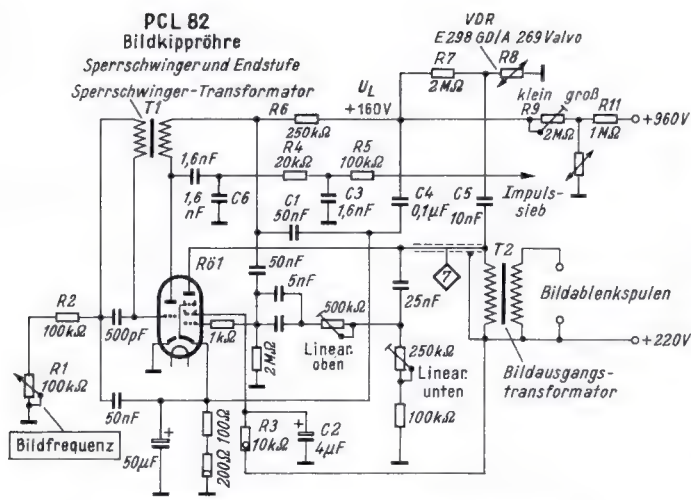 PCL 82
Bildkippröhre
Sperrschwinger und Endstufe
Sperrschwinger-Transformator
T1
VDR
E298 GD/A 269 Valvo
R7
2MΩ
R8
R6
250kΩ
UL
+160V
klein
groß
R9
2MΩ
R11
1MΩ
+960V
1,6nF
R4
20kΩ
R5
100kΩ
1,6
nF
C6
C1
50nF
C3
1,6nF
C4
0,1µF
C5
10nF
Impuls-
sieb
T2
Rö1
50nF
5nF
7
25nF
Bildablenkspulen
R2
100kΩ
500pF
1kΩ
500kΩ
Linear.
oben
2MΩ
250kΩ
Linear.
unten
+220V
Bildausgangs-
transformator
R1
100kΩ
50nF
Bildfrequenz
50µF
+
100Ω
200Ω
R3
10kΩ
+
C2
4µF
100kΩ